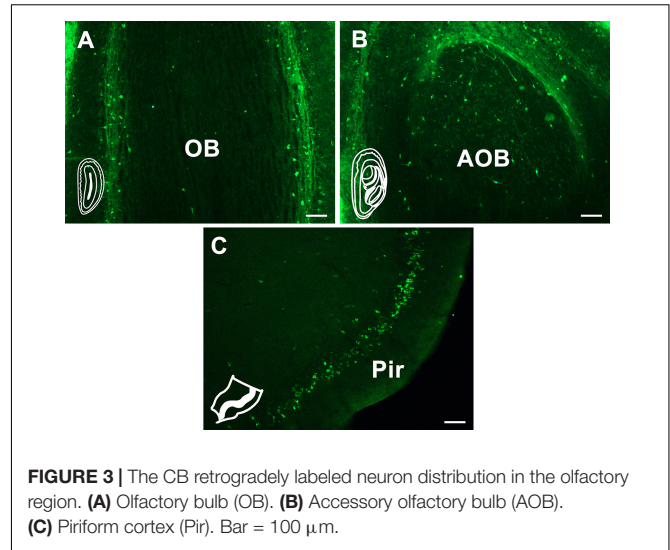 A
B
OB
AOB
C
Pir
FIGURE 3 | The CB retrogradely labeled neuron distribution in the olfactory
region. (A) Olfactory bulb (OB). (B) Accessory olfactory bulb (AOB).
(C) Piriform cortex (Pir). Bar = 100 μm.